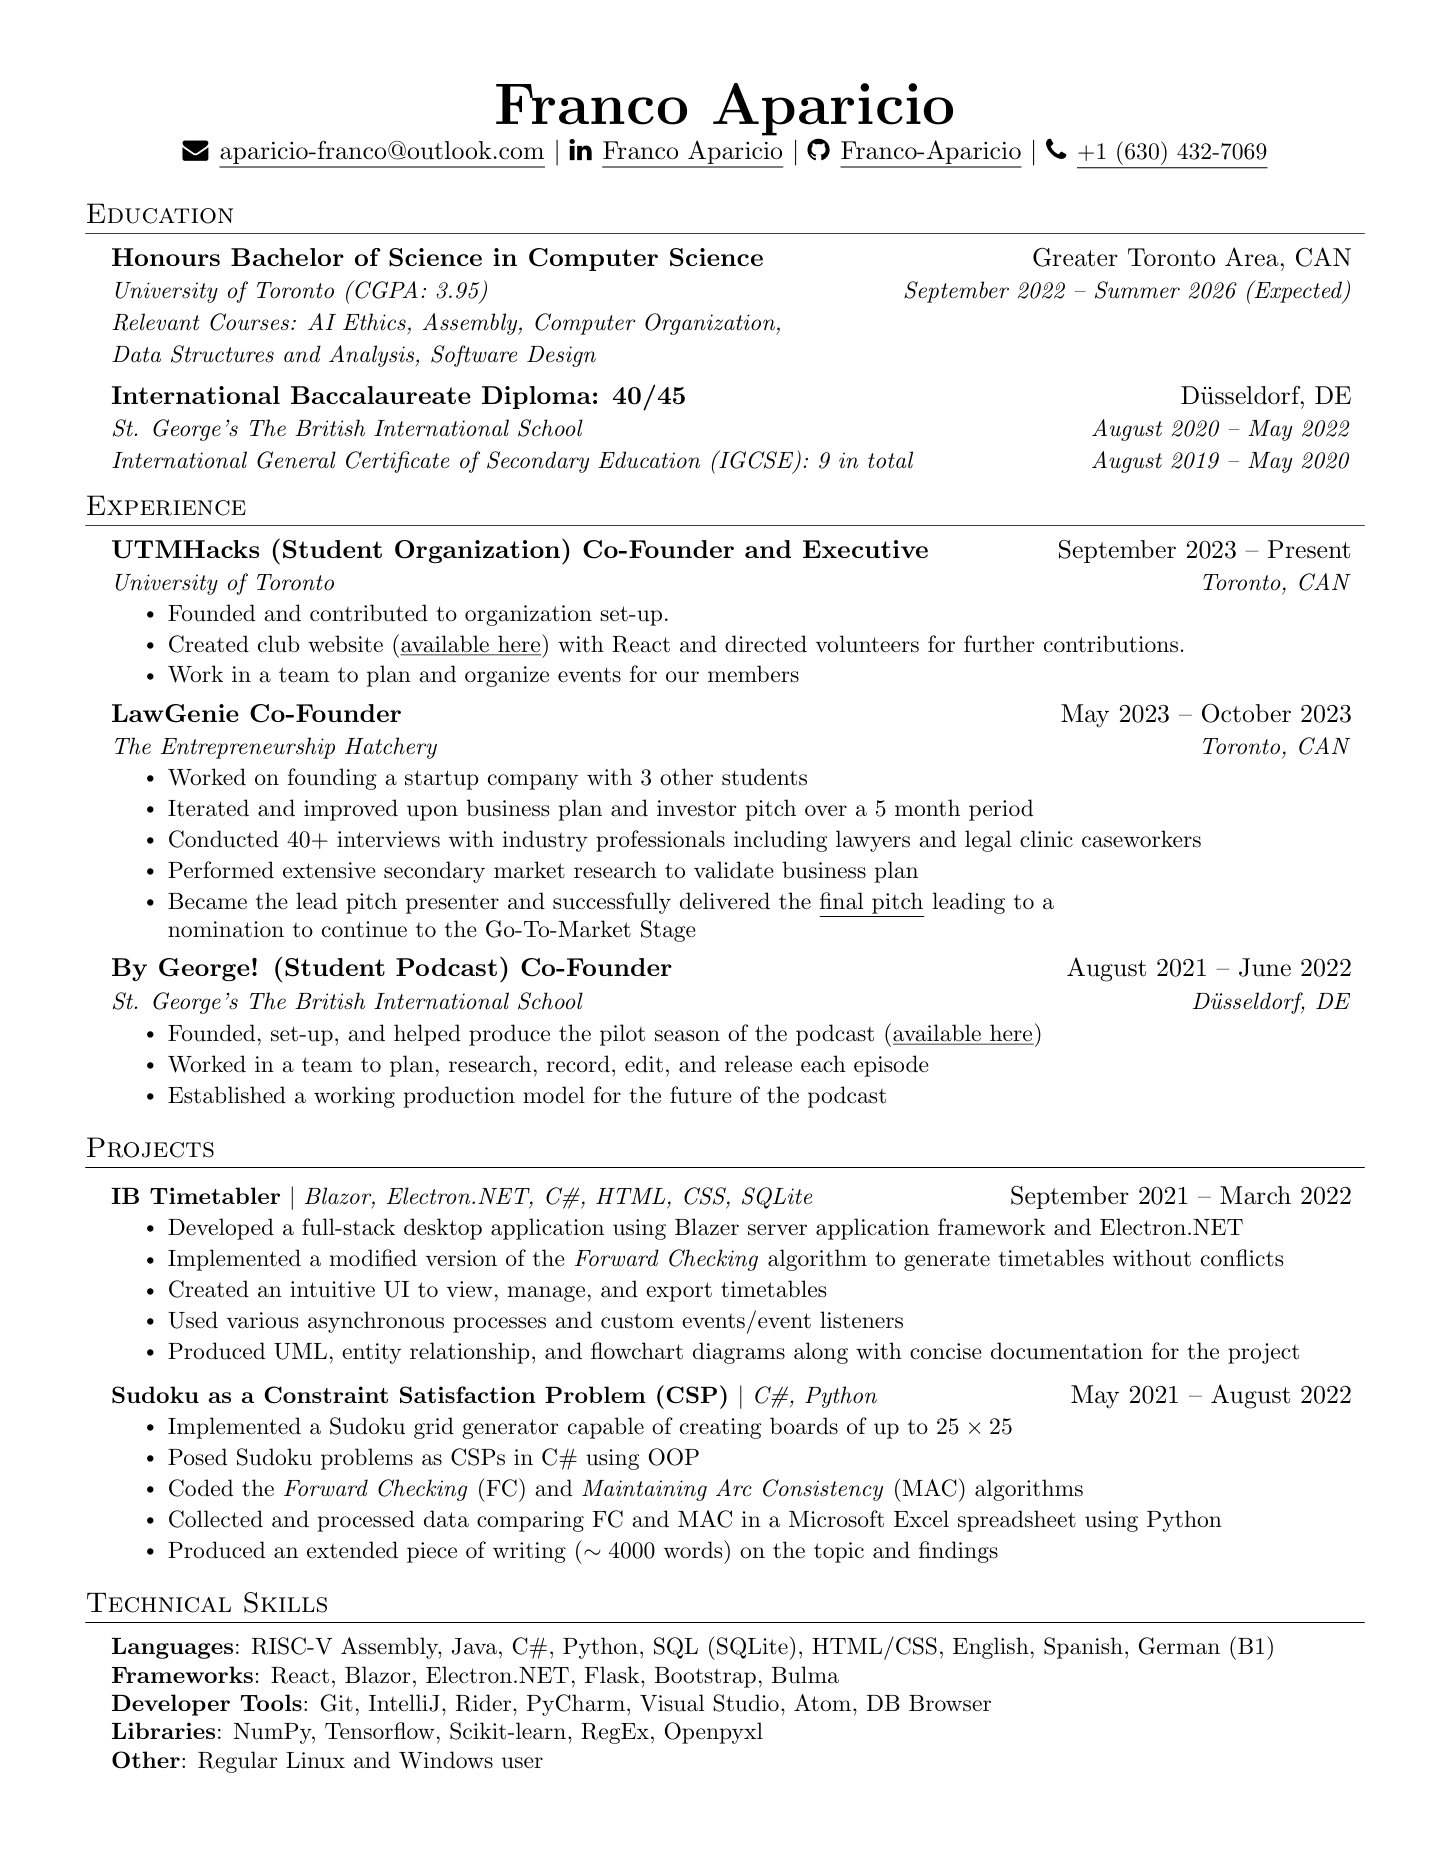 Franco Aparicio
aparicio-franco@outlook.com | Franco Aparicio | Franco-Aparicio | +1 (630) 432-7069
Education
Honours Bachelor of Science in Computer Science Greater Toronto Area, CAN
University of Toronto (CGPA: 3.95) September 2022 – Summer 2026 (Expected)
Relevant Courses: AI Ethics, Assembly, Computer Organization,
Data Structures and Analysis, Software Design
International Baccalaureate Diploma: 40/45 Düsseldorf, DE
St. George's The British International School August 2020 – May 2022
International General Certificate of Secondary Education (IGCSE): 9 in total August 2019 – May 2020
Experience
UTMHacks (Student Organization) Co-Founder and Executive September 2023 – Present
University of Toronto Toronto, CAN
• Founded and contributed to organization set-up.
• Created club website (available here) with React and directed volunteers for further contributions.
• Work in a team to plan and organize events for our members
LawGenie Co-Founder May 2023 – October 2023
The Entrepreneurship Hatchery Toronto, CAN
• Worked on founding a startup company with 3 other students
• Iterated and improved upon business plan and investor pitch over a 5 month period
• Conducted 40+ interviews with industry professionals including lawyers and legal clinic caseworkers
• Performed extensive secondary market research to validate business plan
• Became the lead pitch presenter and successfully delivered the final pitch leading to a
nomination to continue to the Go-To-Market Stage
By George! (Student Podcast) Co-Founder August 2021 – June 2022
St. George's The British International School Düsseldorf, DE
• Founded, set-up, and helped produce the pilot season of the podcast (available here)
• Worked in a team to plan, research, record, edit, and release each episode
• Established a working production model for the future of the podcast
Projects
IB Timetabler | Blazor, Electron.NET, C#, HTML, CSS, SQLite September 2021 – March 2022
• Developed a full-stack desktop application using Blazer server application framework and Electron.NET
• Implemented a modified version of the Forward Checking algorithm to generate timetables without conflicts
• Created an intuitive UI to view, manage, and export timetables
• Used various asynchronous processes and custom events/event listeners
• Produced UML, entity relationship, and flowchart diagrams along with concise documentation for the project
Sudoku as a Constraint Satisfaction Problem (CSP) | C#, Python May 2021 – August 2022
• Implemented a Sudoku grid generator capable of creating boards of up to 25 × 25
• Posed Sudoku problems as CSPs in C# using OOP
• Coded the Forward Checking (FC) and Maintaining Arc Consistency (MAC) algorithms
• Collected and processed data comparing FC and MAC in a Microsoft Excel spreadsheet using Python
• Produced an extended piece of writing (∼ 4000 words) on the topic and findings
Technical Skills
Languages: RISC-V Assembly, Java, C#, Python, SQL (SQLite), HTML/CSS, English, Spanish, German (B1)
Frameworks: React, Blazor, Electron.NET, Flask, Bootstrap, Bulma
Developer Tools: Git, IntelliJ, Rider, PyCharm, Visual Studio, Atom, DB Browser
Libraries: NumPy, Tensorflow, Scikit-learn, RegEx, Openpyxl
Other: Regular Linux and Windows user